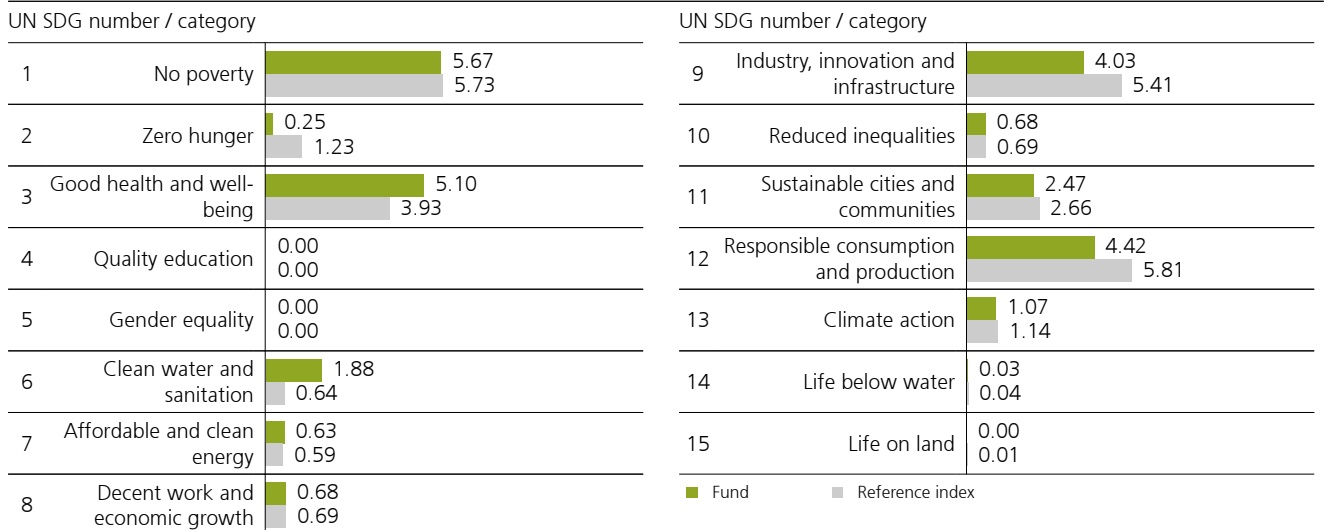 UN SDG number / category
1 No poverty 5.67
5.73
2 Zero hunger 0.25
1.23
3 Good health and well-
being 5.10
3.93
4 Quality education 0.00
0.00
5 Gender equality 0.00
0.00
6 Clean water and
sanitation 1.88
0.64
7 Affordable and clean
energy 0.63
0.59
8 Decent work and
economic growth 0.68
0.69
UN SDG number / category
9 Industry, innovation and
infrastructure 4.03
5.41
10 Reduced inequalities 0.68
0.69
11 Sustainable cities and
communities 2.47
2.66
12 Responsible consumption
and production 4.42
5.81
13 Climate action 1.07
1.14
14 Life below water 0.03
0.04
15 Life on land 0.00
0.01
Fund Reference index